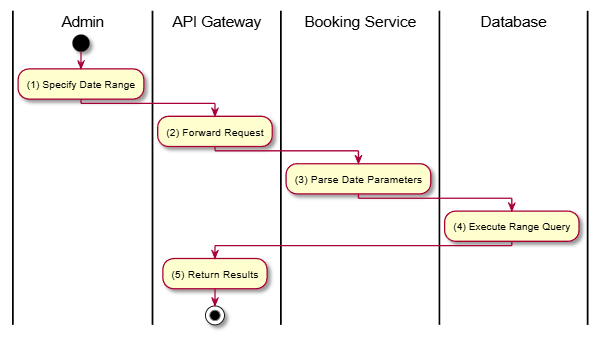 Admin
API Gateway
Booking Service
Database
(1) Specify Date Range
(2) Forward Request
(3) Parse Date Parameters
(4) Execute Range Query
(5) Return Results